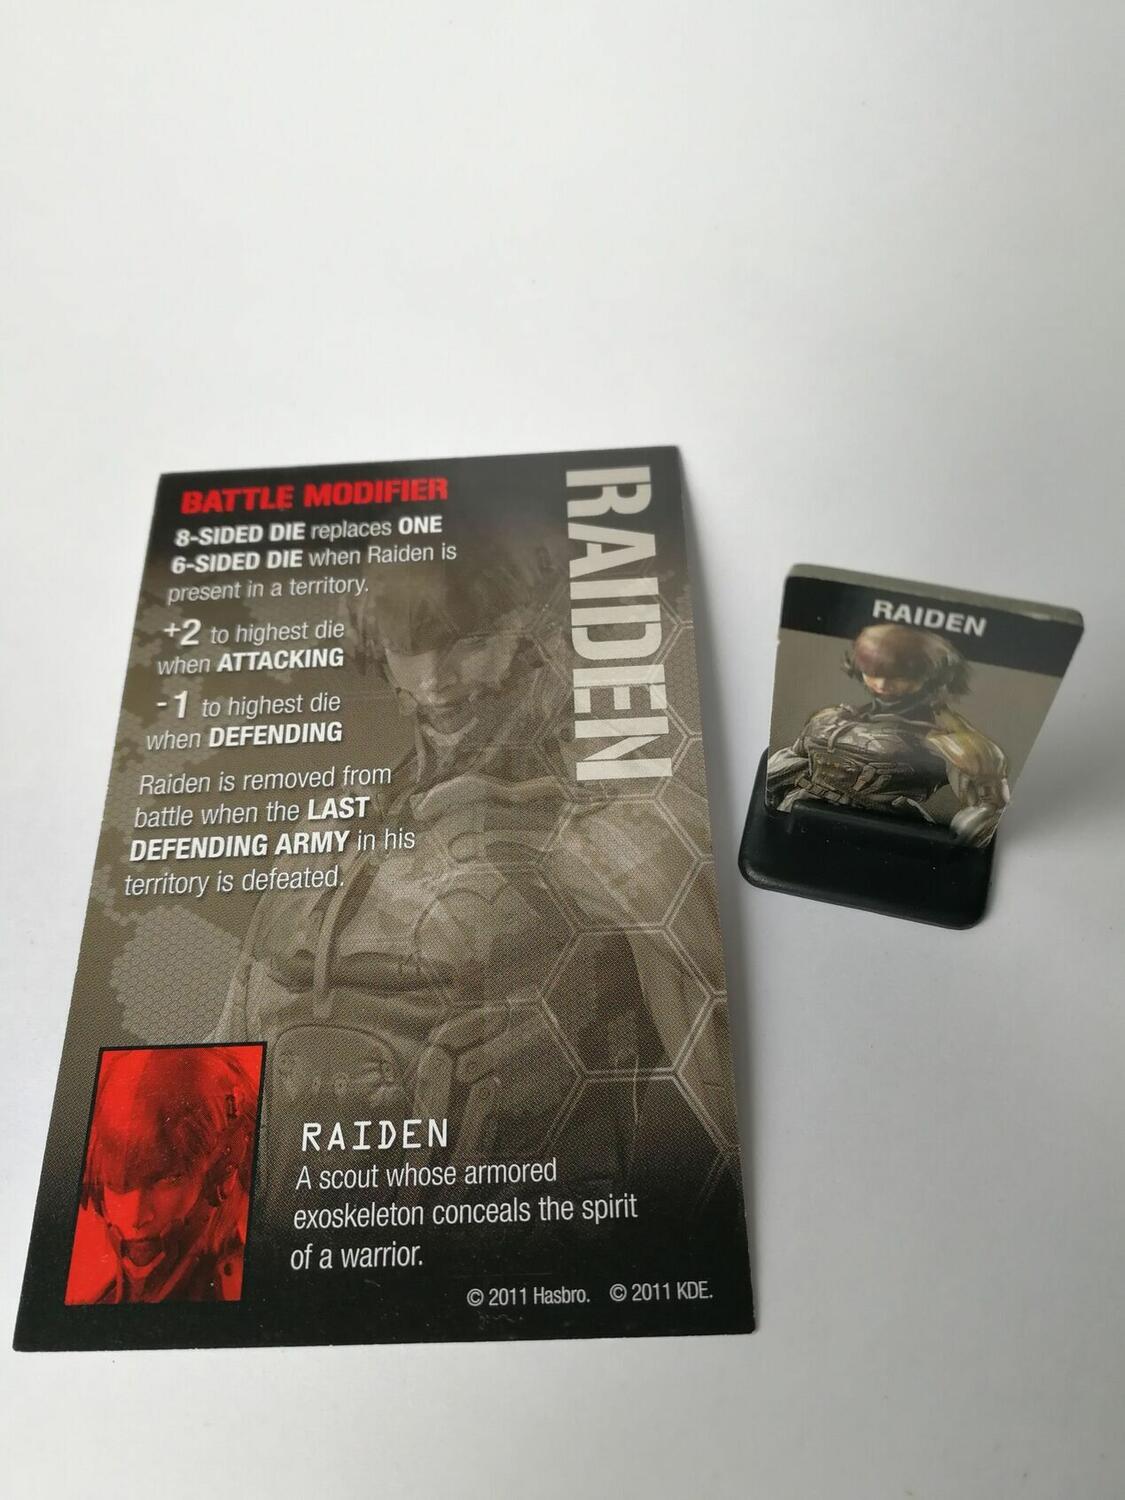 BATTLE MODIFIER
8-SIDED DIE replaces ONE
6-SIDED DIE when Raiden is
present in a territory.
+2 to highest die
when ATTACKING
-1 to highest die
when DEFENDING
Raiden is removed from
battle when the LAST
DEFENDING ARMY in his
territory is defeated.
RAIDEN
RAIDEN
A scout whose armored
exoskeleton conceals the spirit
of a warrior.
© 2011 Hasbro. © 2011 KDE.
RAIDEN